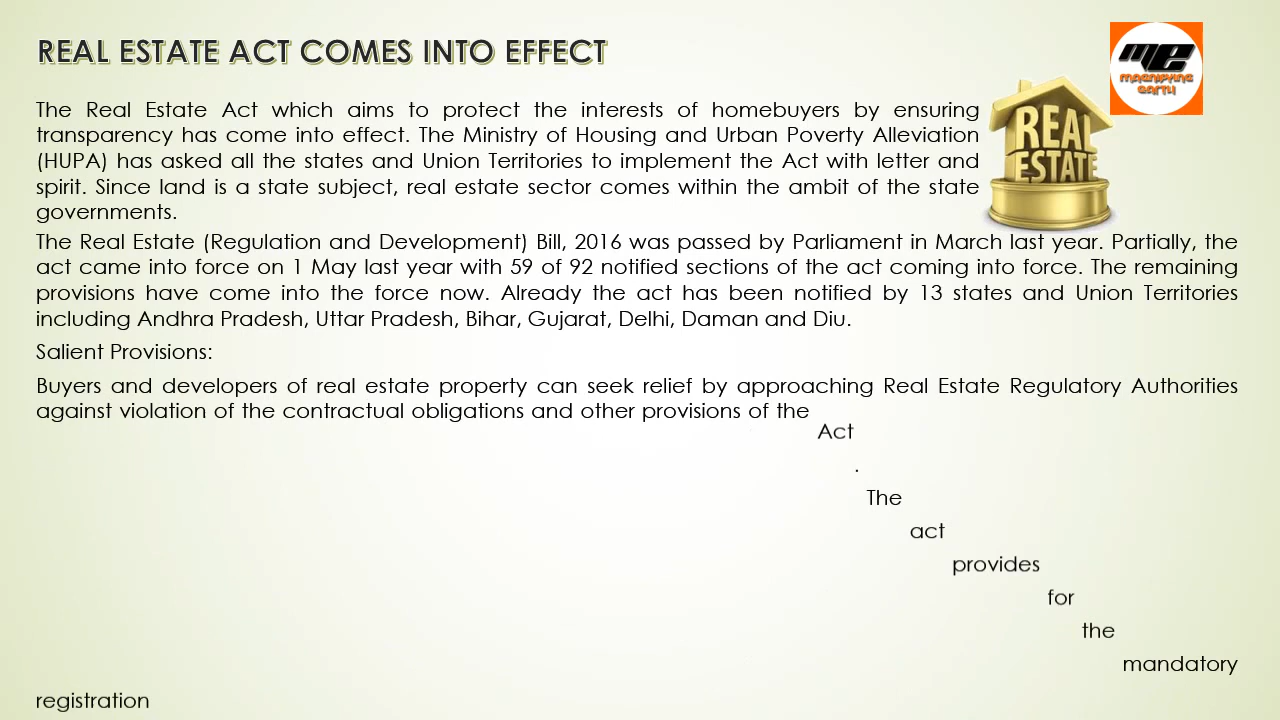 REAL ESTATE ACT COMES INTO EFFECT
me
MAGNIFYING
EARTH
The Real Estate Act which aims to protect the interests of homebuyers by ensuring
transparency has come into effect. The Ministry of Housing and Urban Poverty Alleviation
(HUPA) has asked all the states and Union Territories to implement the Act with letter and
spirit. Since land is a state subject, real estate sector comes within the ambit of the state
governments.
REAL
ESTATE
The Real Estate (Regulation and Development) Bill, 2016 was passed by Parliament in March last year. Partially, the
act came into force on 1 May last year with 59 of 92 notified sections of the act coming into force. The remaining
provisions have come into the force now. Already the act has been notified by 13 states and Union Territories
including Andhra Pradesh, Uttar Pradesh, Bihar, Gujarat, Delhi, Daman and Diu.
Salient Provisions:
Buyers and developers of real estate property can seek relief by approaching Real Estate Regulatory Authorities
against violation of the contractual obligations and other provisions of the
Act
.
The
act
provides
for
the
mandatory
registration